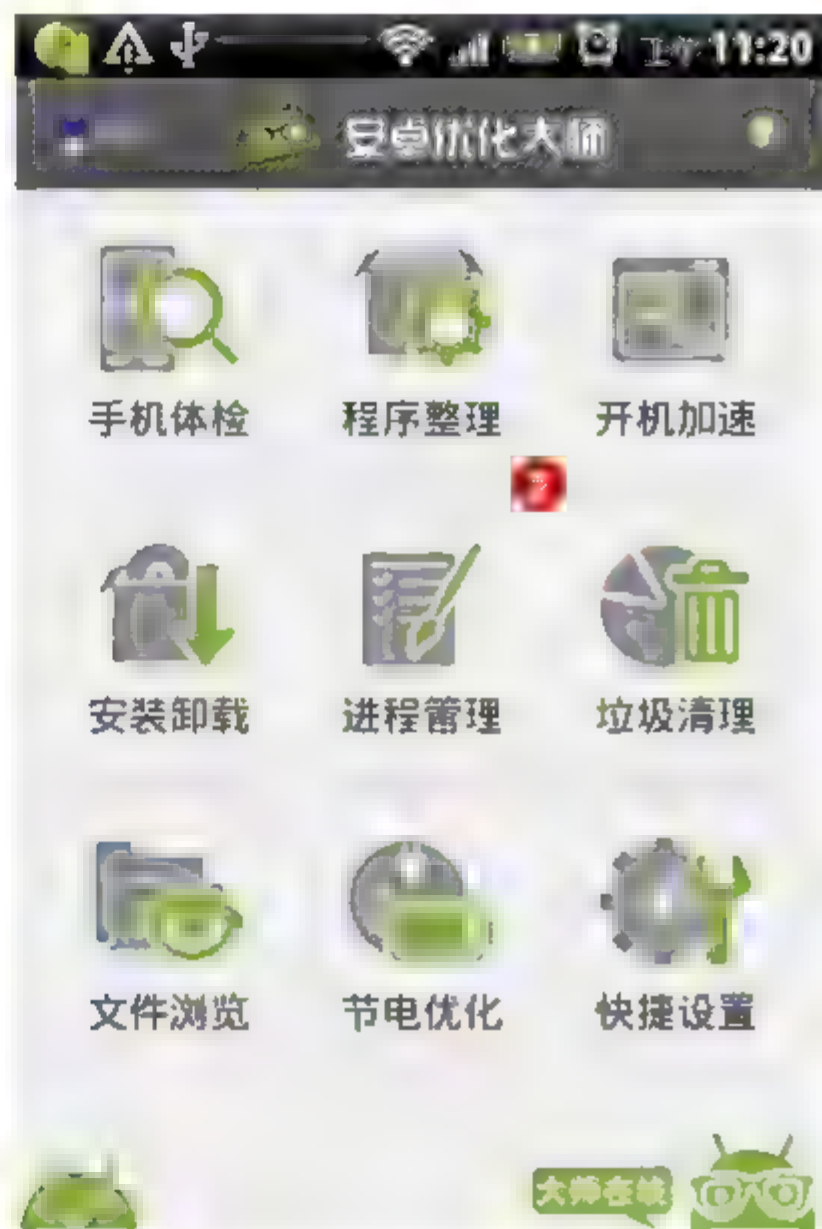 11:20
安卓优化大师
手机体检 程序整理 开机加速
安装卸载 进程管理 垃圾清理
文件浏览 节电优化 快捷设置
大师在线